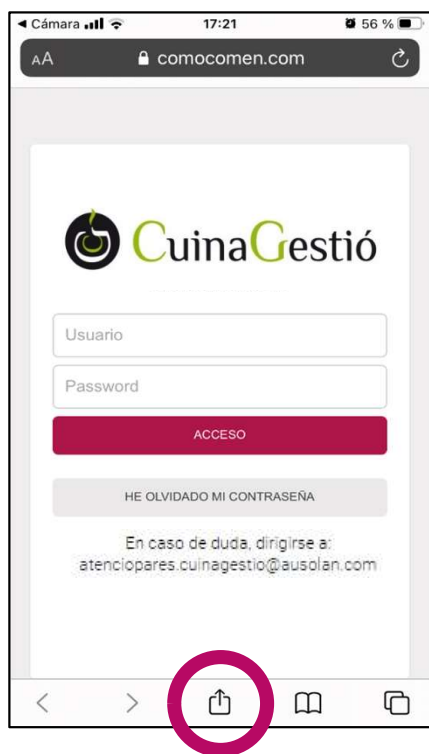 Cámara 17:21 56 %
AA comocomen.com
CuinaGestió
Usuario
Password
ACCESO
HE OLVIDADO MI CONTRASEÑA
En caso de duda, dirigirse a:
atenciopares.cuinagestio@ausolan.com